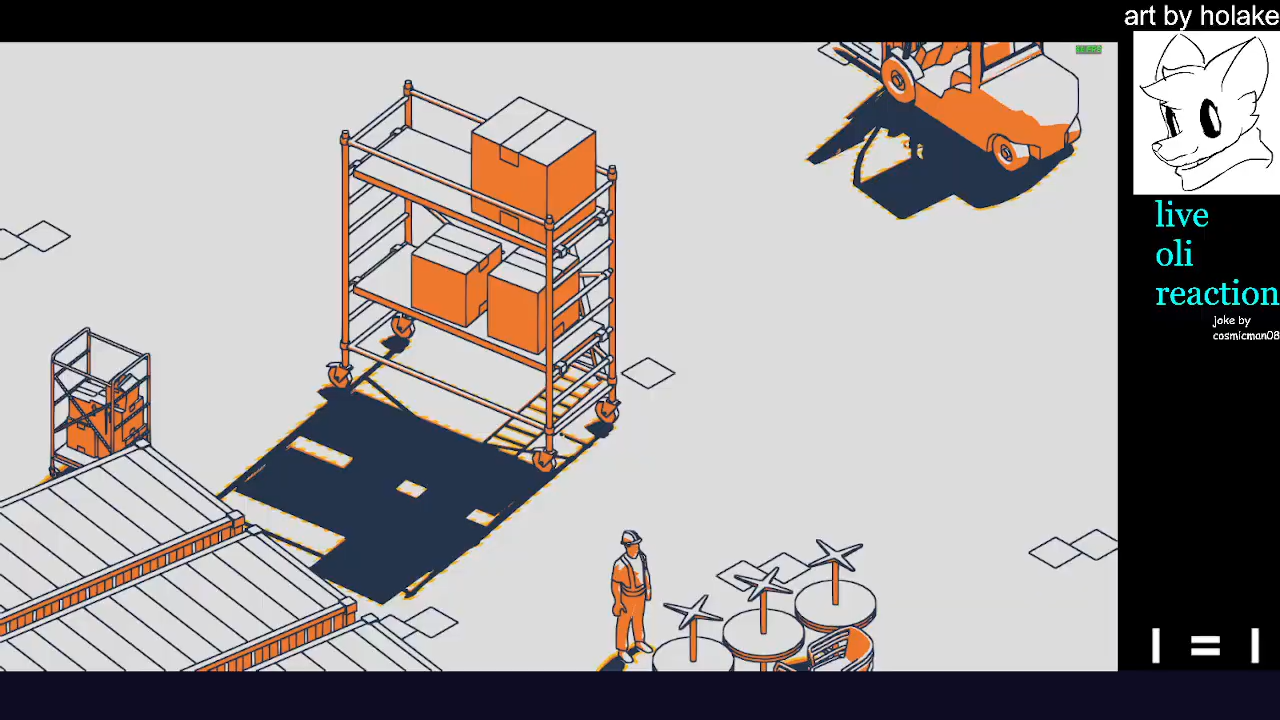 art by holake
live
oli
reaction
joke by
cosmicman08
| = |